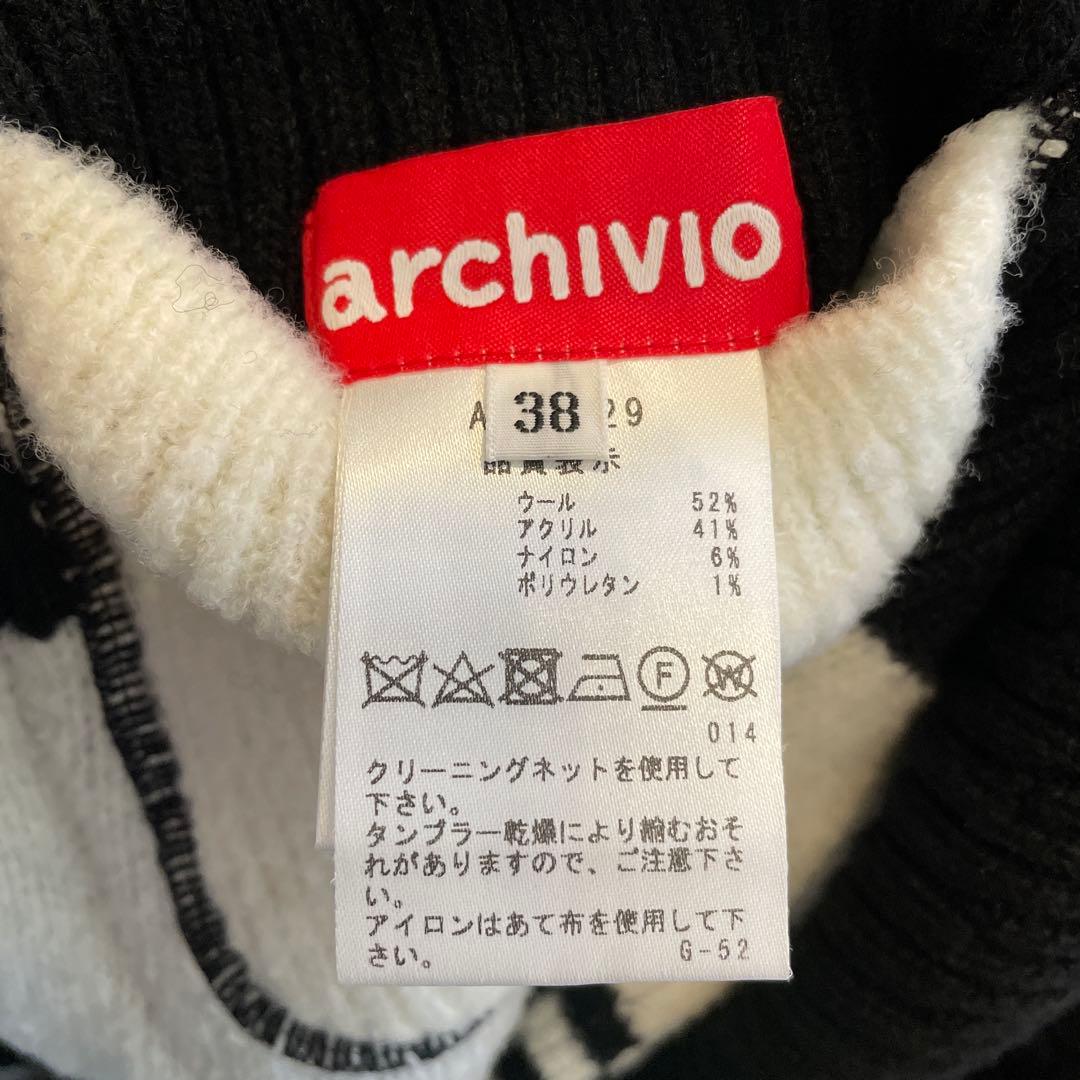 archivio
38
A 29
品質表示
ウール 52%
アクリル 41%
ナイロン 6%
ポリウレタン 1%
F
W
014
クリーニングネットを使用して
下さい。
タンブラー乾燥により縮むおそ
れがありますので、ご注意下さ
い。
アイロンはあて布を使用して下
さい。 G-52